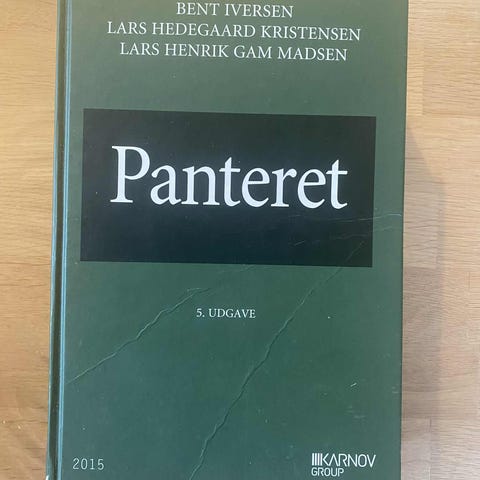 BENT IVERSEN
LARS HEDEGAARD KRISTENSEN
LARS HENRIK GAM MADSEN
Panteret
5. UDGAVE
2015
KARNOV
GROUP